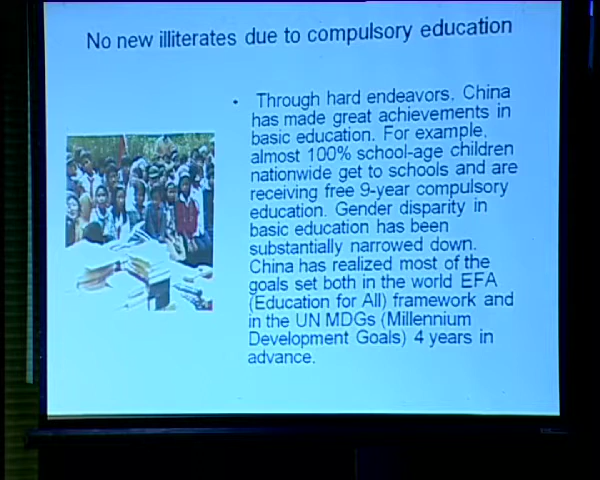 No new illiterates due to compulsory education
• Through hard endeavors, China
has made great achievements in
basic education. For example,
almost 100% school-age children
nationwide get to schools and are
receiving free 9-year compulsory
education. Gender disparity in
basic education has been
substantially narrowed down.
China has realized most of the
goals set both in the world EFA
(Education for All) framework and
in the UN MDGs (Millennium
Development Goals) 4 years in
advance.